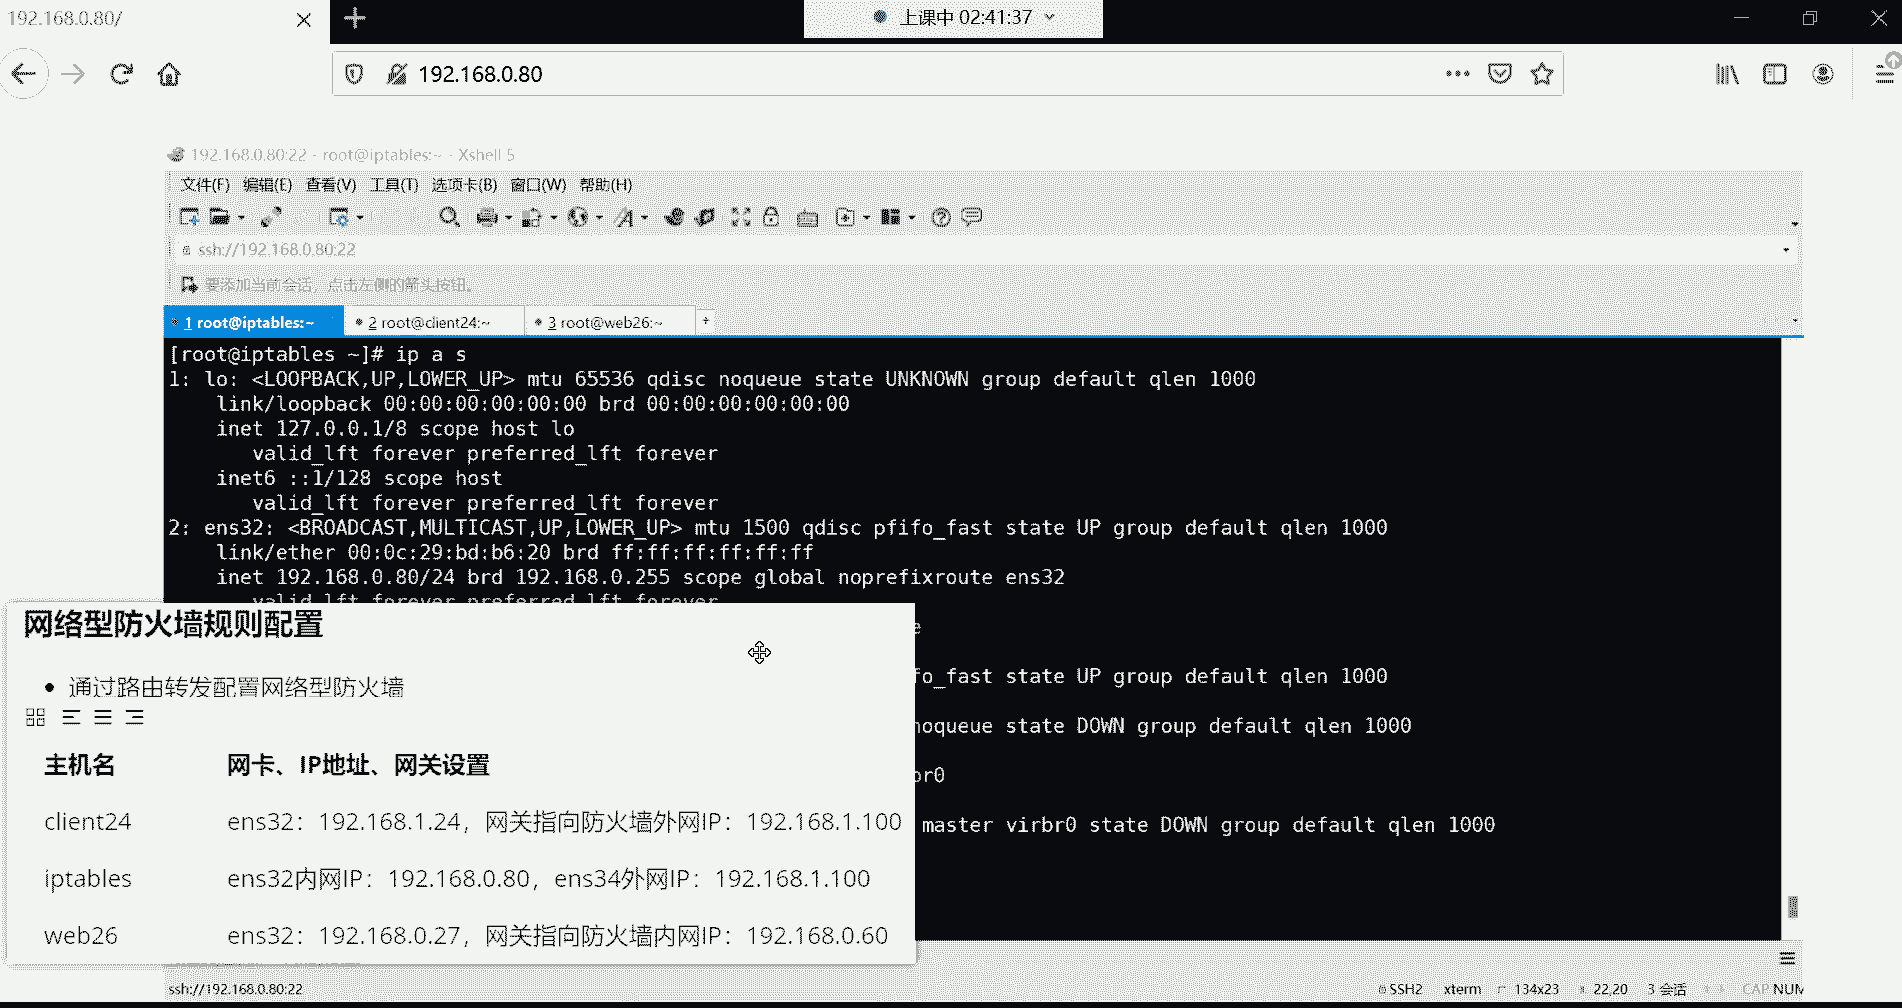 192.168.0.80/
上课中 02:41:37
192.168.0.80
192.168.0.80:22 - root@iptables:~ - Xshell 5
文件(F) 编辑(E) 查看(V) 工具(T) 选项卡(B) 窗口(W) 帮助(H)
ssh://192.168.0.80:22
要添加当前会话，点击左侧的箭头按钮。
1 root@iptables:~ 2 root@client24:~ 3 root@web26:~ +
[root@iptables ~]# ip a s
1: lo: <LOOPBACK,UP,LOWER_UP> mtu 65536 qdisc noqueue state UNKNOWN group default qlen 1000
link/loopback 00:00:00:00:00:00 brd 00:00:00:00:00:00
inet 127.0.0.1/8 scope host lo
valid_lft forever preferred_lft forever
inet6 ::1/128 scope host
valid_lft forever preferred_lft forever
2: ens32: <BROADCAST,MULTICAST,UP,LOWER_UP> mtu 1500 qdisc pfifo_fast state UP group default qlen 1000
link/ether 00:0c:29:bd:b6:20 brd ff:ff:ff:ff:ff:ff
inet 192.168.0.80/24 brd 192.168.0.255 scope global noprefixroute ens32
valid_lft forever preferred_lft forever
e
fo_fast state UP group default qlen 1000
noqueue state DOWN group default qlen 1000
br0
master virbr0 state DOWN group default qlen 1000
网络型防火墙规则配置
• 通过路由转发配置网络型防火墙
主机名 网卡、IP地址、网关设置
client24 ens32：192.168.1.24，网关指向防火墙外网IP：192.168.1.100
iptables ens32内网IP：192.168.0.80，ens34外网IP：192.168.1.100
web26 ens32：192.168.0.27，网关指向防火墙内网IP：192.168.0.60
ssh://192.168.0.80:22 SSH2 xterm 134x23 22,20 3 会话 CAP NUM